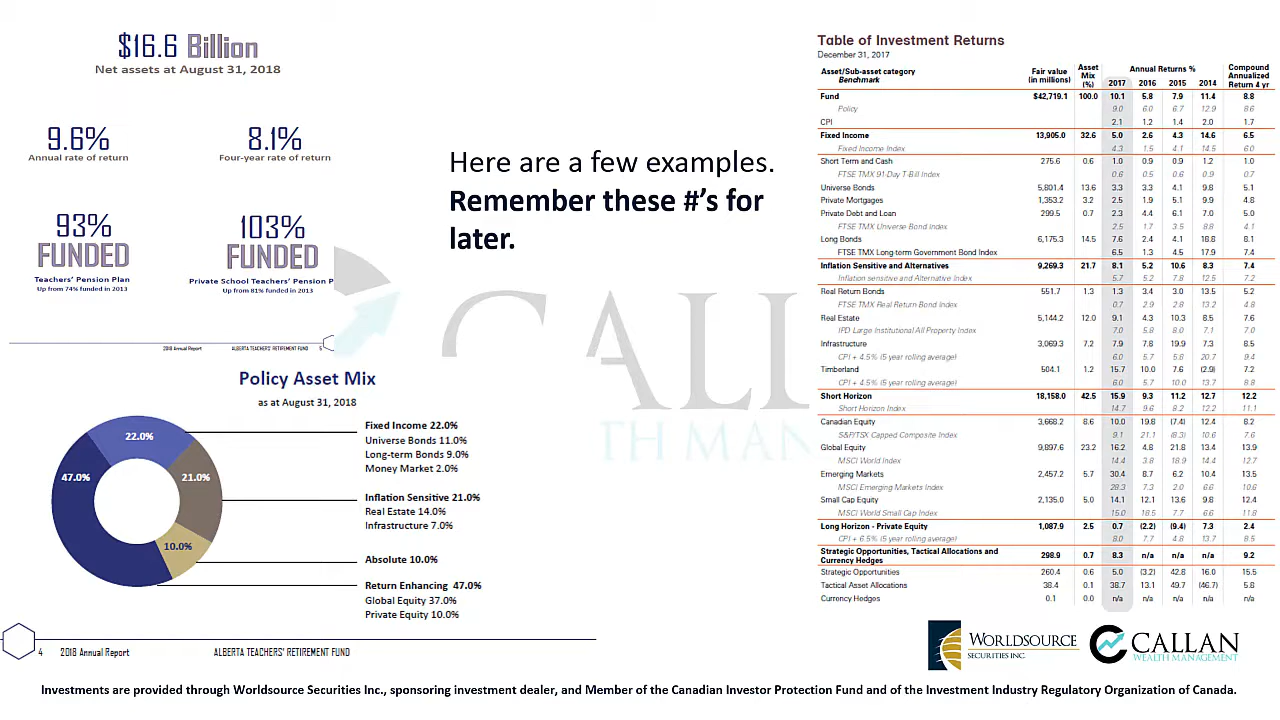 $16.6 Billion
Net assets at August 31, 2018
9.6%
Annual rate of return
8.1%
Four-year rate of return
93%
FUNDED
Teachers' Pension Plan
Up from 74% funded in 2013
103%
FUNDED
Private School Teachers' Pension P
Up from 81% funded in 2013
2018 Annual Report ALBERTA TEACHERS' RETIREMENT FUND 5
Policy Asset Mix
as at August 31, 2018
22.0%
47.0%
21.0%
10.0%
Fixed Income 22.0%
Universe Bonds 11.0%
Long-term Bonds 9.0%
Money Market 2.0%
Inflation Sensitive 21.0%
Real Estate 14.0%
Infrastructure 7.0%
Absolute 10.0%
Return Enhancing 47.0%
Global Equity 37.0%
Private Equity 10.0%
4 2018 Annual Report ALBERTA TEACHERS' RETIREMENT FUND
Here are a few examples.
Remember these #'s for
later.
CALL
TH MAN
Table of Investment Returns
December 31, 2017
Asset/Sub-asset category Benchmark Fair value (in millions) Asset Mix (%) Annual Returns % 2017 2016 2015 2014 Compound Annualized Return 4 yr
Fund $42,719.1 100.0 10.1 5.8 7.9 11.4 8.8
Policy 9.0 6.0 6.7 12.9 8.6
CPI 2.1 1.2 1.4 2.0 1.7
Fixed Income 13,905.0 32.6 5.0 2.6 4.3 14.6 6.5
Fixed Income Index 4.3 1.5 4.1 14.5 6.0
Short Term and Cash 275.6 0.6 1.0 0.9 0.9 1.2 1.0
FTSE TMX 91-Day T-Bill Index 0.6 0.5 0.6 0.9 0.7
Universe Bonds 5,801.4 13.6 3.3 3.3 4.1 9.8 5.1
Private Mortgages 1,353.2 3.2 2.5 1.9 5.1 9.9 4.8
Private Debt and Loan 299.5 0.7 2.3 4.4 6.1 7.0 5.0
FTSE TMX Universe Bond Index 2.5 1.7 3.5 8.8 4.1
Long Bonds 6,175.3 14.5 7.6 2.4 4.1 18.8 8.1
FTSE TMX Long-term Government Bond Index 6.5 1.3 4.5 17.9 7.4
Inflation Sensitive and Alternatives 9,269.3 21.7 8.1 5.2 10.6 8.3 7.4
Inflation sensitive and Alternative Index 5.7 5.2 7.8 12.5 7.2
Real Return Bonds 551.7 1.3 1.3 3.4 3.0 13.5 5.2
FTSE TMX Real Return Bond Index 0.7 2.9 2.8 13.2 4.8
Real Estate 5,144.2 12.0 9.1 4.3 10.3 6.5 7.6
IPD Large Institutional All Property Index 7.0 5.8 8.0 7.1 7.0
Infrastructure 3,069.3 7.2 7.9 7.8 19.9 7.3 8.5
CPI + 4.5% (5 year rolling average) 6.0 5.7 5.8 20.7 9.4
Timberland 504.1 1.2 15.7 10.0 7.6 (2.9) 7.2
CPI + 4.5% (5 year rolling average) 6.0 5.7 10.0 13.7 8.8
Short Horizon 18,158.0 42.5 15.9 9.3 11.2 12.7 12.2
Short Horizon Index 14.7 9.6 8.2 12.2 11.1
Canadian Equity 3,668.2 8.6 10.0 19.8 (7.4) 12.4 8.2
S&P/TSX Capped Composite Index 9.1 21.1 (8.3) 10.6 7.6
Global Equity 9,897.6 23.2 16.2 4.8 21.8 13.4 13.9
MSCI World Index 14.4 3.8 18.9 14.4 12.7
Emerging Markets 2,457.2 5.7 30.4 8.7 6.2 10.4 13.5
MSCI Emerging Markets Index 28.3 7.3 2.0 6.6 10.6
Small Cap Equity 2,135.0 5.0 14.1 12.1 13.6 9.8 12.4
MSCI World Small Cap Index 15.0 18.5 7.7 6.6 11.8
Long Horizon - Private Equity 1,087.9 2.5 0.7 (2.2) (9.4) 7.3 2.4
CPI + 6.5% (5 year rolling average) 8.0 7.7 4.8 13.7 8.5
Strategic Opportunities, Tactical Allocations and
Currency Hedges 298.9 0.7 8.3 n/a n/a n/a 9.2
Strategic Opportunities 260.4 0.6 5.0 (3.2) 42.8 16.0 15.5
Tactical Asset Allocations 38.4 0.1 38.7 13.1 49.7 (46.7) 5.8
Currency Hedges 0.1 0.0 n/a n/a n/a n/a n/a
WORLDSOURCE
SECURITIES INC.
CALLAN
WEALTH MANAGEMENT
Investments are provided through Worldsource Securities Inc., sponsoring investment dealer, and Member of the Canadian Investor Protection Fund and of the Investment Industry Regulatory Organization of Canada.